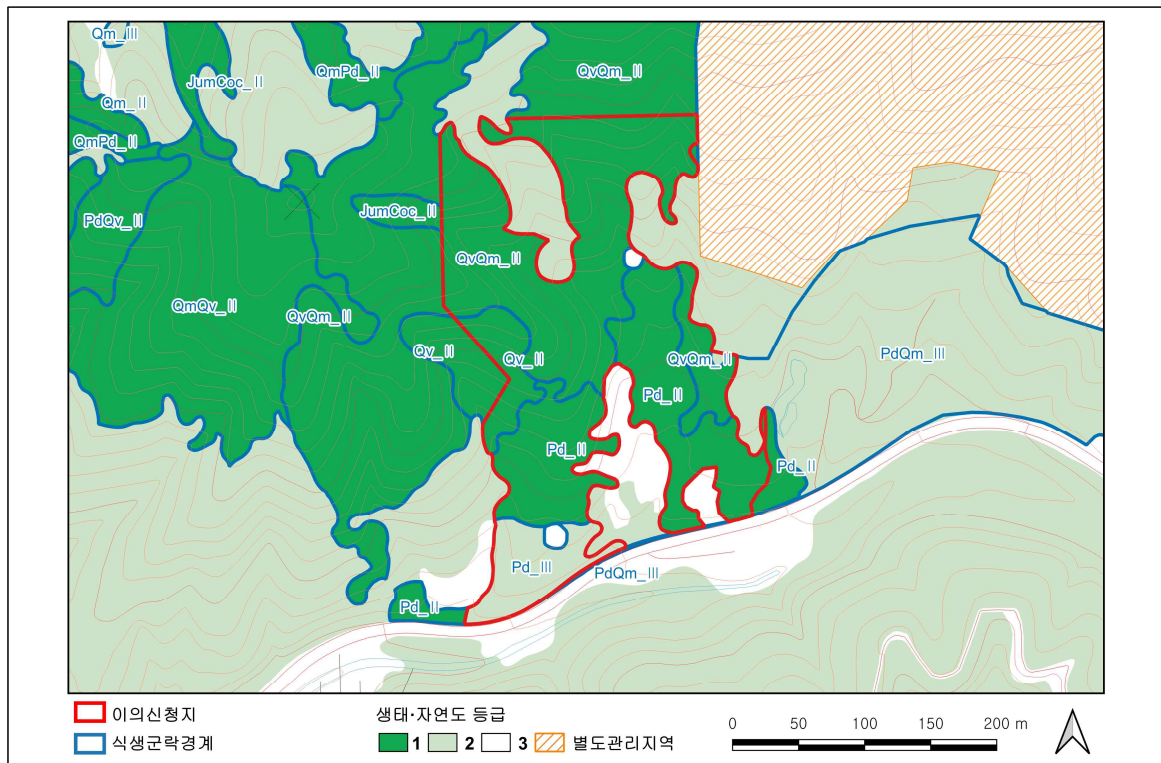 Qm_Ⅲ
JumCoc_Ⅱ
QmPd_Ⅱ
QvQm_Ⅱ
Qm_Ⅱ
QmPd_Ⅱ
PdQv_Ⅱ
JumCoc_Ⅱ
QvQm_Ⅱ
QmQv_Ⅱ
QvQm_Ⅱ
Qv_Ⅱ
Qv_Ⅱ
QvQm_Ⅱ
PdQm_Ⅲ
Pd_Ⅱ
Pd_Ⅱ
Pd_Ⅱ
Pd_Ⅲ
PdQm_Ⅲ
Pd_Ⅱ
이의신청지
식생군락경계
생태·자연도 등급
1 2 3 별도관리지역
0 50 100 150 200 m